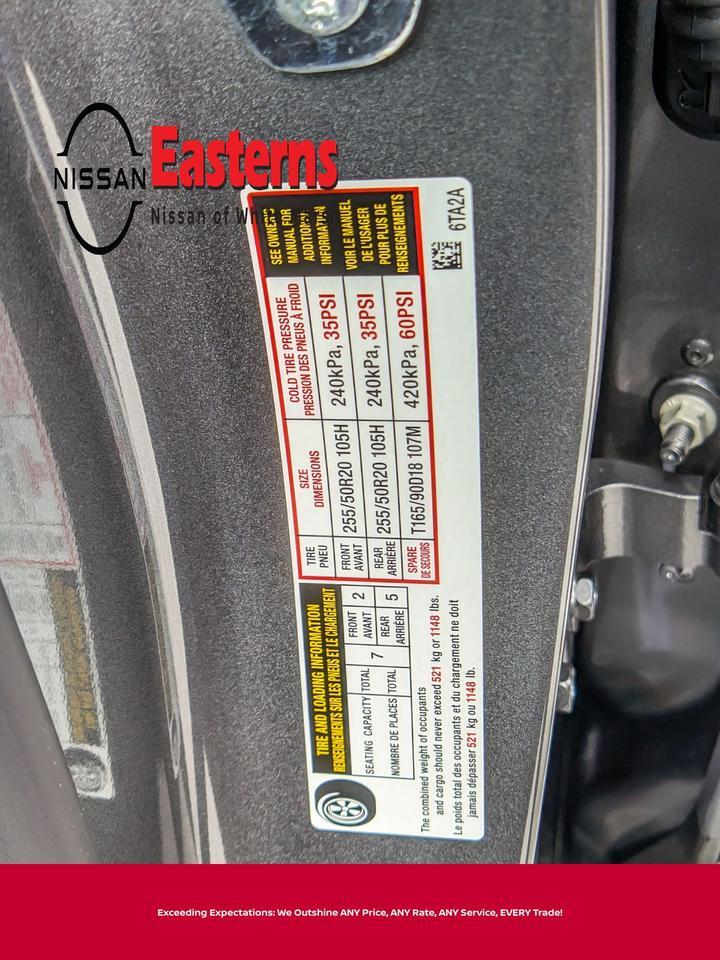 NISSAN
Easterns
Nissan of
TIRE AND LOADING INFORMATION
RENSEIGNEMENTS SUR LES PNEUS ET LE CHARGEMENT
SEATING CAPACITY TOTAL 7 FRONT AVANT 2 REAR ARRIÈRE 5
NOMBRE DE PLACES TOTAL
The combined weight of occupants
and cargo should never exceed 521 kg or 1148 lbs.
Le poids total des occupants et du chargement ne doit
jamais dépasser 521 kg ou 1148 lb.
TIRE PNEU SIZE DIMENSIONS COLD TIRE PRESSURE PRESSION DES PNEUS À FROID
FRONT AVANT 255/50R20 105H 240kPa, 35PSI
REAR ARRIÈRE 255/50R20 105H 240kPa, 35PSI
SPARE DE SECOURS T165/90D18 107M 420kPa, 60PSI
SEE OWNER'S
MANUAL FOR
ADDITIONAL
INFORMATION
VOIR LE MANUEL
DE L'USAGER
POUR PLUS DE
RENSEIGNEMENTS
6TA2A
Exceeding Expectations: We Outshine ANY Price, ANY Rate, ANY Service, EVERY Trade!